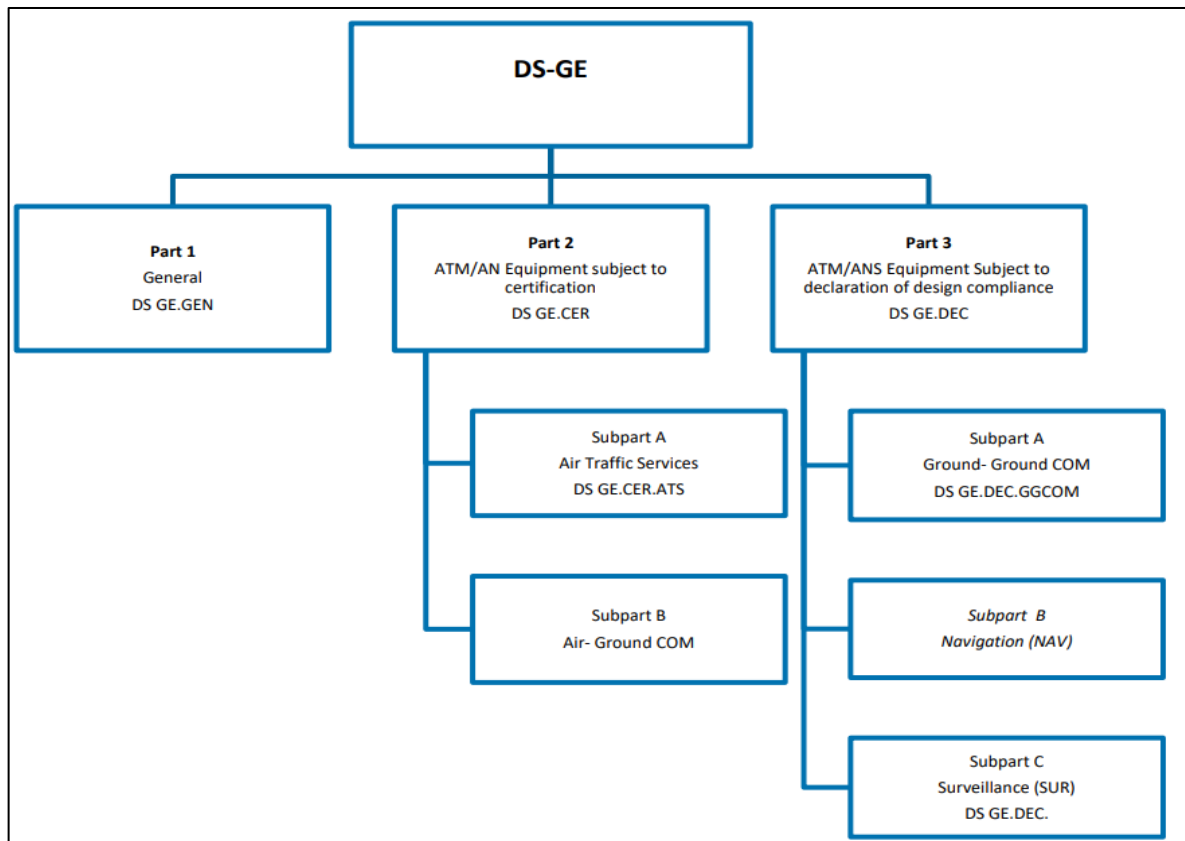 DS-GE
Part 1
General
DS GE.GEN
Part 2
ATM/AN Equipment subject to
certification
DS GE.CER
Part 3
ATM/ANS Equipment Subject to
declaration of design compliance
DS GE.DEC
Subpart A
Air Traffic Services
DS GE.CER.ATS
Subpart B
Air- Ground COM
Subpart A
Ground- Ground COM
DS GE.DEC.GGCOM
Subpart B
Navigation (NAV)
Subpart C
Surveillance (SUR)
DS GE.DEC.